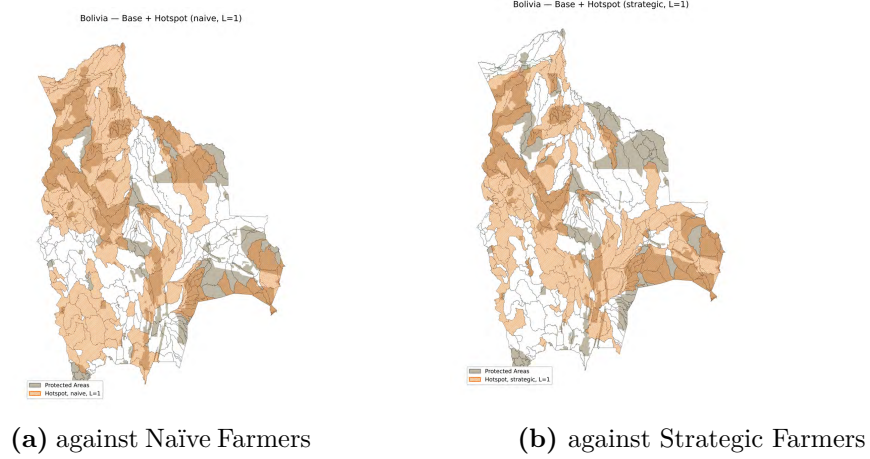 Bolivia — Base + Hotspot (naive, L=1)
Protected Areas
Hotspot, naive, L=1
(a) against Naïve Farmers
Bolivia — Base + Hotspot (strategic, L=1)
Protected Areas
Hotspot, strategic, L=1
(b) against Strategic Farmers